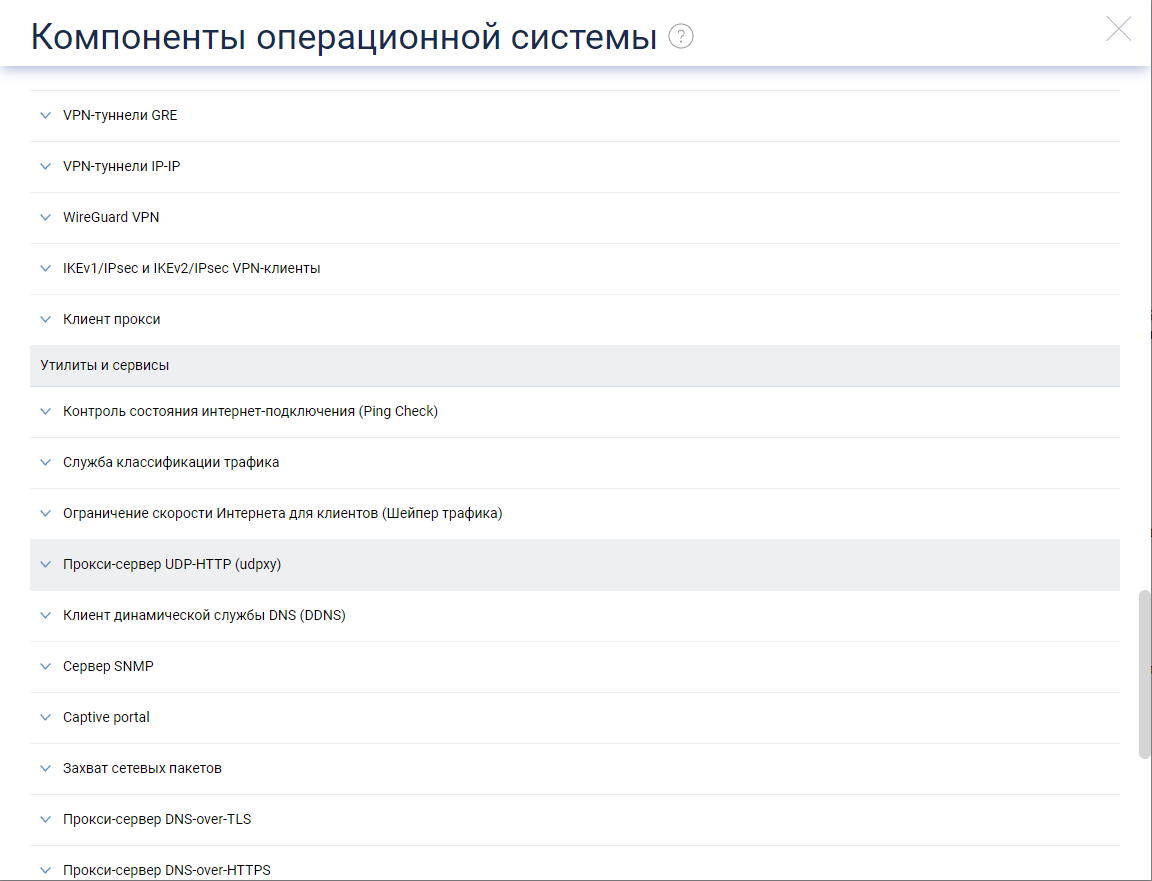 Компоненты операционной системы ?
VPN-туннели GRE
VPN-туннели IP-IP
WireGuard VPN
IKEv1/IPsec и IKEv2/IPsec VPN-клиенты
Клиент прокси
Утилиты и сервисы
Контроль состояния интернет-подключения (Ping Check)
Служба классификации трафика
Ограничение скорости Интернета для клиентов (Шейпер трафика)
Прокси-сервер UDP-HTTP (udpxy)
Клиент динамической службы DNS (DDNS)
Сервер SNMP
Captive portal
Захват сетевых пакетов
Прокси-сервер DNS-over-TLS
Прокси-сервер DNS-over-HTTPS